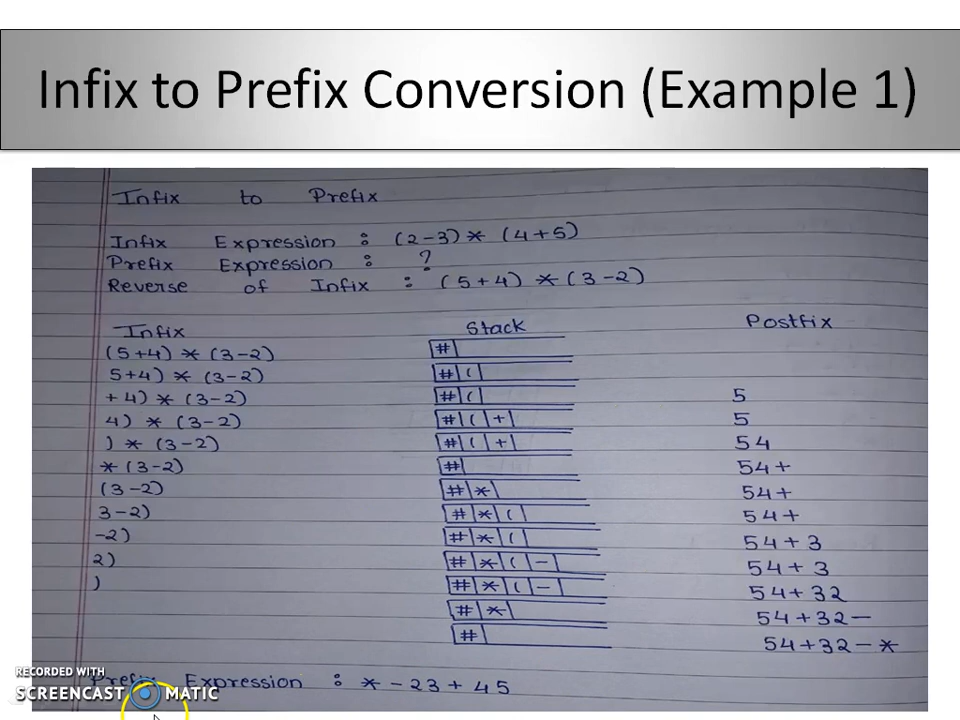 Infix to Prefix Conversion (Example 1)
Infix to Prefix
Infix Expression : (2-3)* (4+5)
Prefix Expression : ?
Reverse of Infix : (5+4) *(3-2)
Infix Stack Postfix
(5+4) * (3-2) #
5+4) * (3-2) # (
+4) * (3-2) # ( 5
4) * (3-2) # ( + 5
) * (3-2) # ( + 54
* (3-2) # 54+
(3-2) # * 54+
3-2) # * ( 54+
-2) # * ( 54+3
2) # * ( - 54+3
) # * ( - 54+32
# * 54+32-
# 54+32-*
Prefix Expression : *-23+45
RECORDED WITH
SCREENCAST MATIC